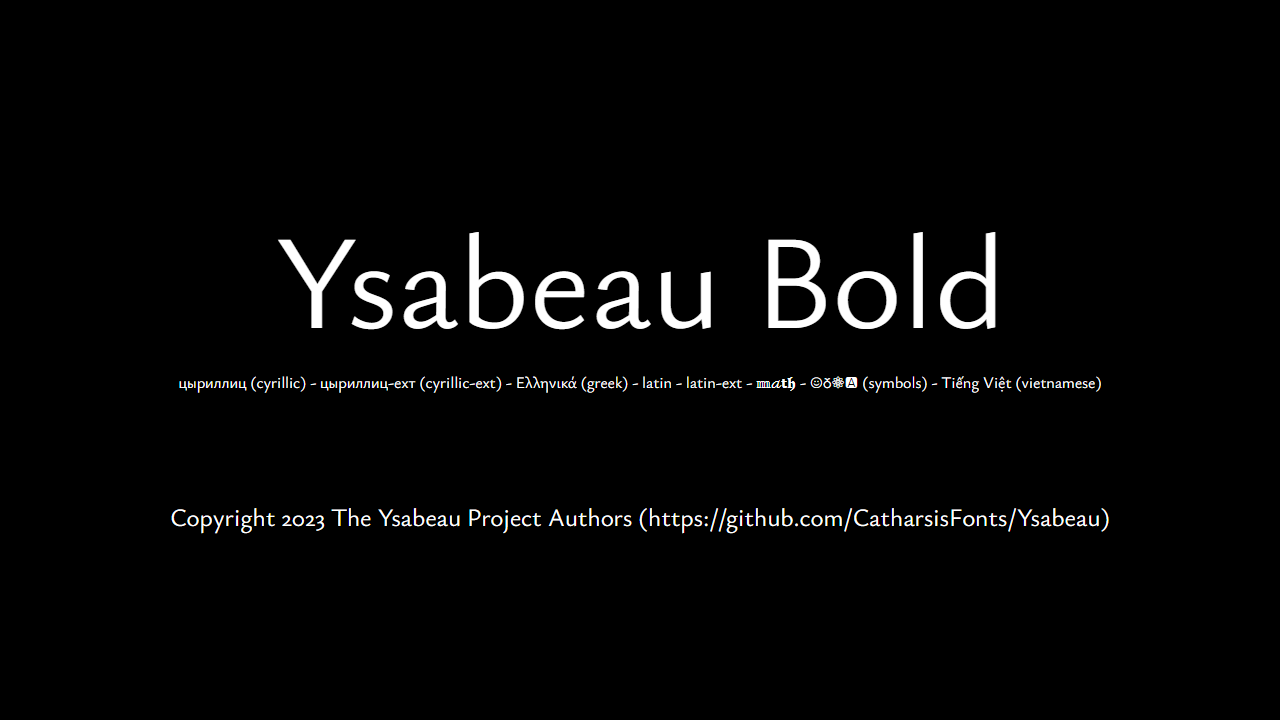 Ysabeau Bold
цыриллиц (cyrillic) - цыриллиц-ехт (cyrillic-ext) - Ελληνικά (greek) - latin - latin-ext - 𝕞𝒶𝐭𝖍 - ☺♁❁🅰 (symbols) - Tiếng Việt (vietnamese)
Copyright 2023 The Ysabeau Project Authors (https://github.com/CatharsisFonts/Ysabeau)